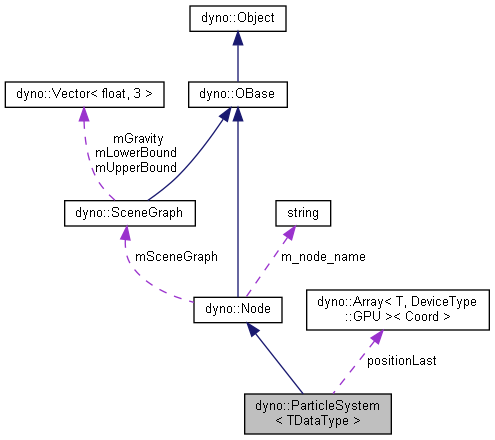 dyno::Object
dyno::Vector< float, 3 >
dyno::OBase
mGravity
mLowerBound
mUpperBound
dyno::SceneGraph
string
mSceneGraph
m_node_name
dyno::Node
dyno::Array< T, DeviceType
::GPU >< Coord >
positionLast
dyno::ParticleSystem
< TDataType >